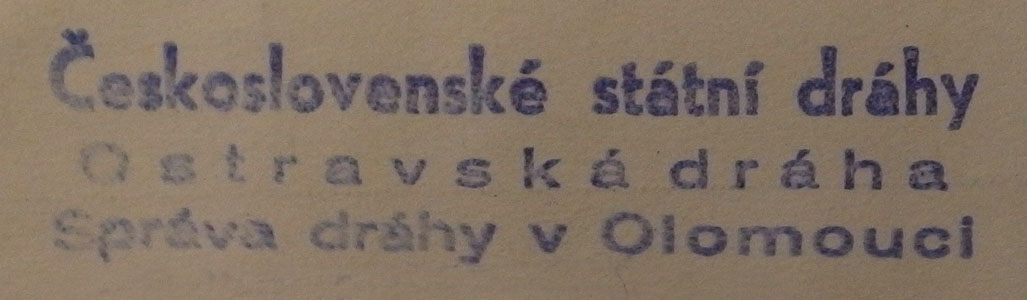 Československé státní dráhy
Ostravská dráha
Správa dráhy v Olomouci